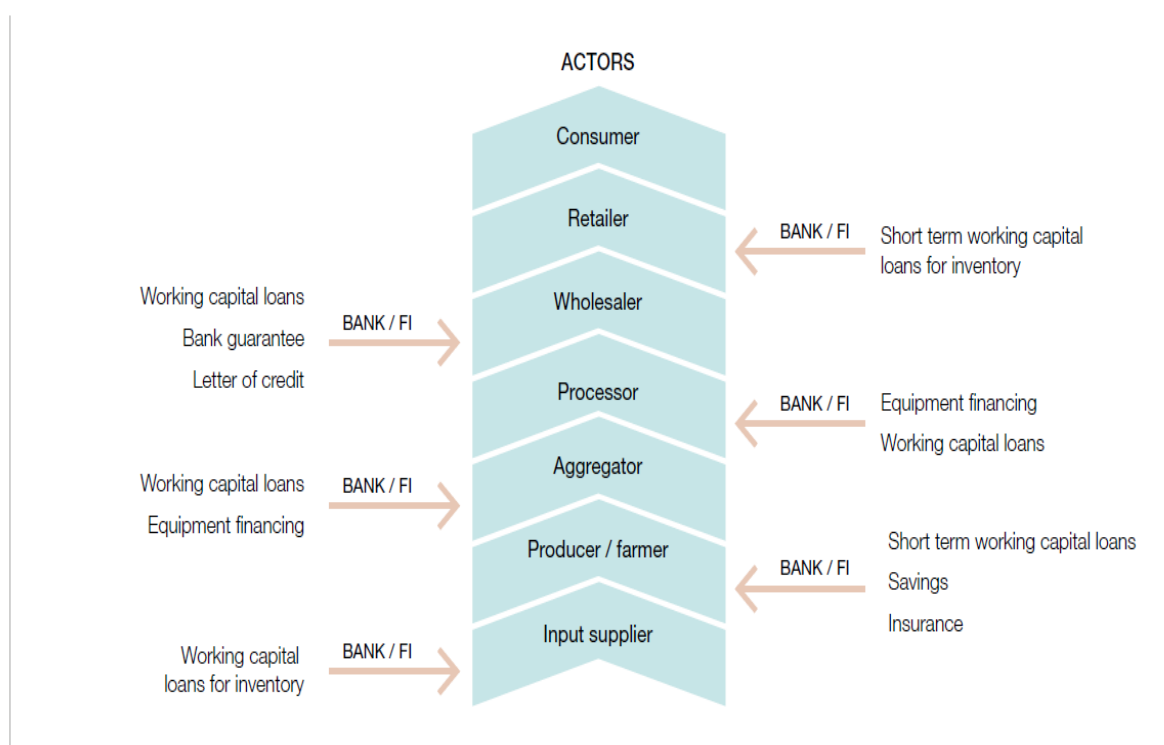 ACTORS
Consumer
Retailer
BANK / FI
Short term working capital
loans for inventory
Working capital loans
Bank guarantee
Letter of credit
BANK / FI
Wholesaler
Processor
BANK / FI
Equipment financing
Working capital loans
Working capital loans
Equipment financing
BANK / FI
Aggregator
Producer / farmer
BANK / FI
Short term working capital loans
Savings
Insurance
Working capital
loans for inventory
BANK / FI
Input supplier